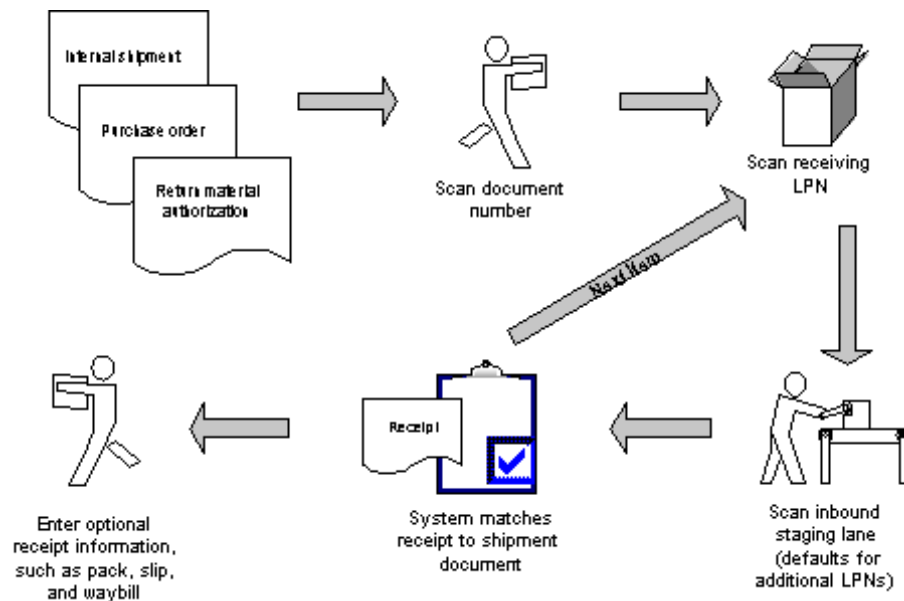 Internal shipment
Purchase order
Return material
authorization
Scan document
number
Scan receiving
LPN
Next Item
Receipt
Enter optional
receipt information,
such as pack, slip,
and waybill
System matches
receipt to shipment
document
Scan inbound
staging lane
(defaults for
additional LPNs)